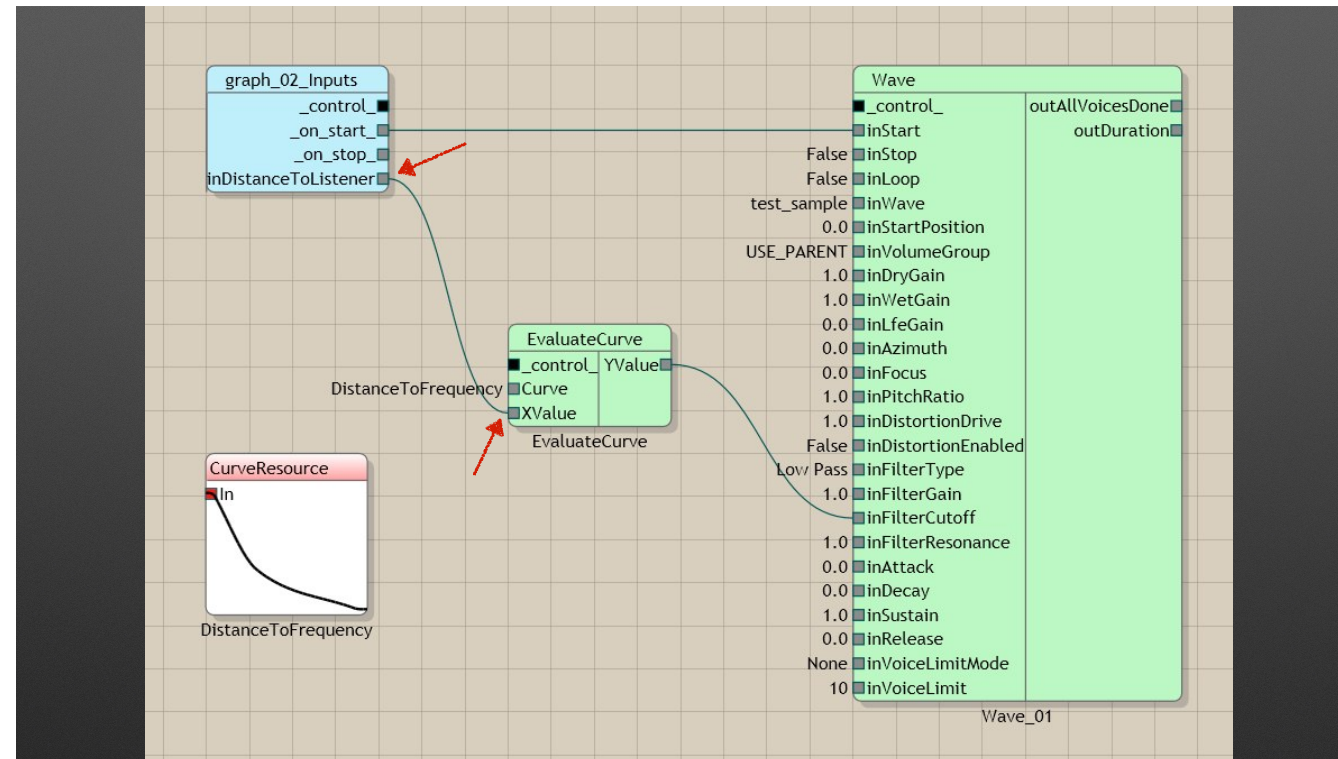 graph_02_Inputs
_control_
_on_start_
_on_stop_
inDistanceToListener
CurveResource
In
DistanceToFrequency
EvaluateCurve
_control_ YValue
DistanceToFrequency Curve
XValue
EvaluateCurve
Wave
_control_ outAllVoicesDone
inStart outDuration
False inStop
False inLoop
test_sample inWave
0.0 inStartPosition
USE_PARENT inVolumeGroup
1.0 inDryGain
1.0 inWetGain
0.0 inLfeGain
0.0 inAzimuth
0.0 inFocus
1.0 inPitchRatio
1.0 inDistortionDrive
False inDistortionEnabled
Low Pass inFilterType
1.0 inFilterGain
inFilterCutoff
1.0 inFilterResonance
0.0 inAttack
0.0 inDecay
1.0 inSustain
0.0 inRelease
None inVoiceLimitMode
10 inVoiceLimit
Wave_01